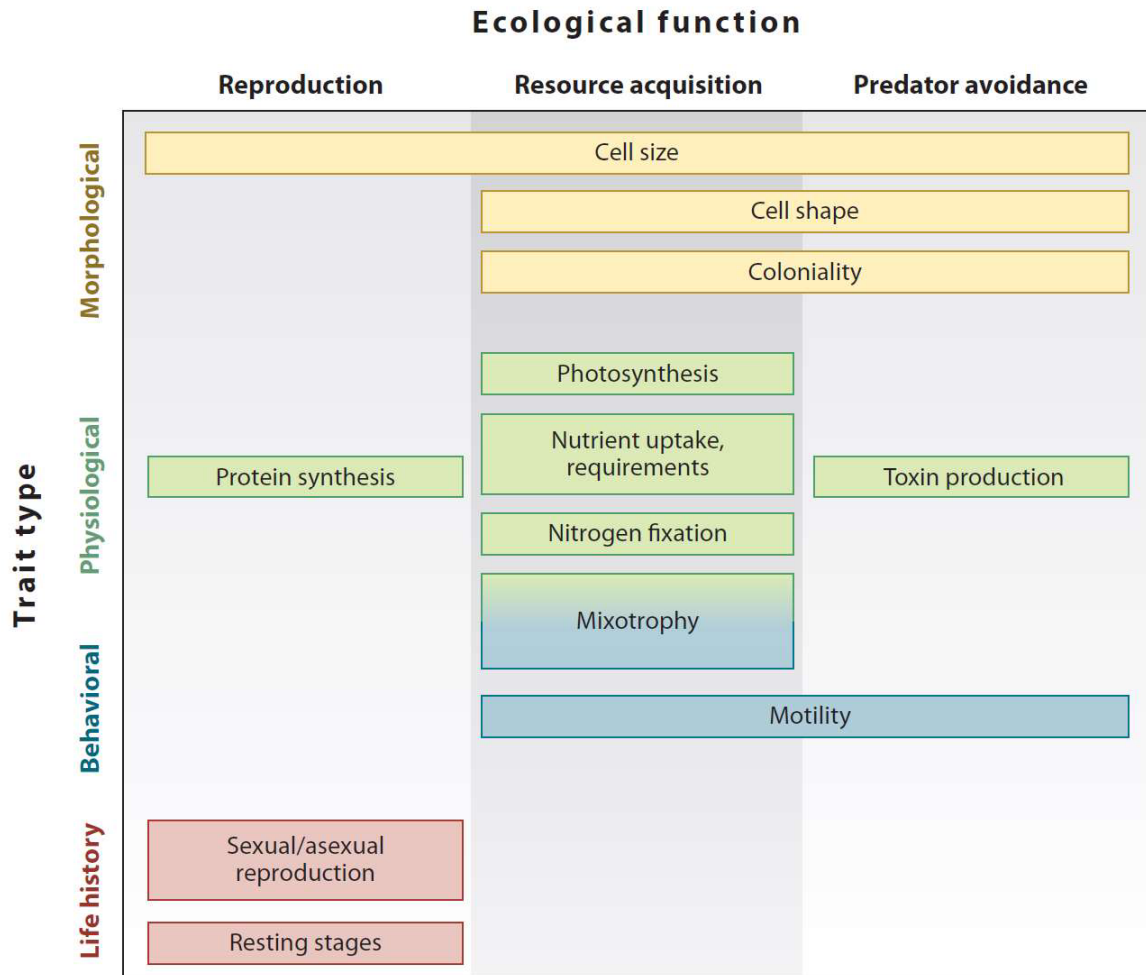 Ecological function
Reproduction
Resource acquisition
Predator avoidance
Trait type
Morphological
Cell size
Cell shape
Coloniality
Physiological
Photosynthesis
Nutrient uptake,
requirements
Protein synthesis
Toxin production
Nitrogen fixation
Mixotrophy
Behavioral
Motility
Life history
Sexual/asexual
reproduction
Resting stages